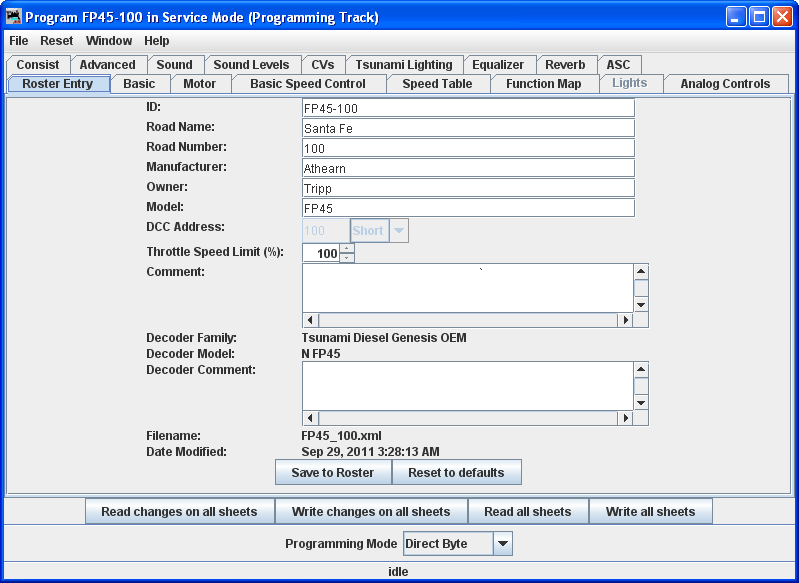 Program FP45-100 in Service Mode (Programming Track)
File Reset Window Help
Consist Advanced Sound Sound Levels CVs Tsunami Lighting Equalizer Reverb ASC
Roster Entry Basic Motor Basic Speed Control Speed Table Function Map Lights Analog Controls
ID: FP45-100
Road Name: Santa Fe
Road Number: 100
Manufacturer: Athearn
Owner: Tripp
Model: FP45
DCC Address: 100 Short
Throttle Speed Limit (%): 100
Comment: `
Decoder Family: Tsunami Diesel Genesis OEM
Decoder Model: N FP45
Decoder Comment:
Filename: FP45_100.xml
Date Modified: Sep 29, 2011 3:28:13 AM
Save to Roster Reset to defaults
Read changes on all sheets Write changes on all sheets Read all sheets Write all sheets
Programming Mode Direct Byte
idle